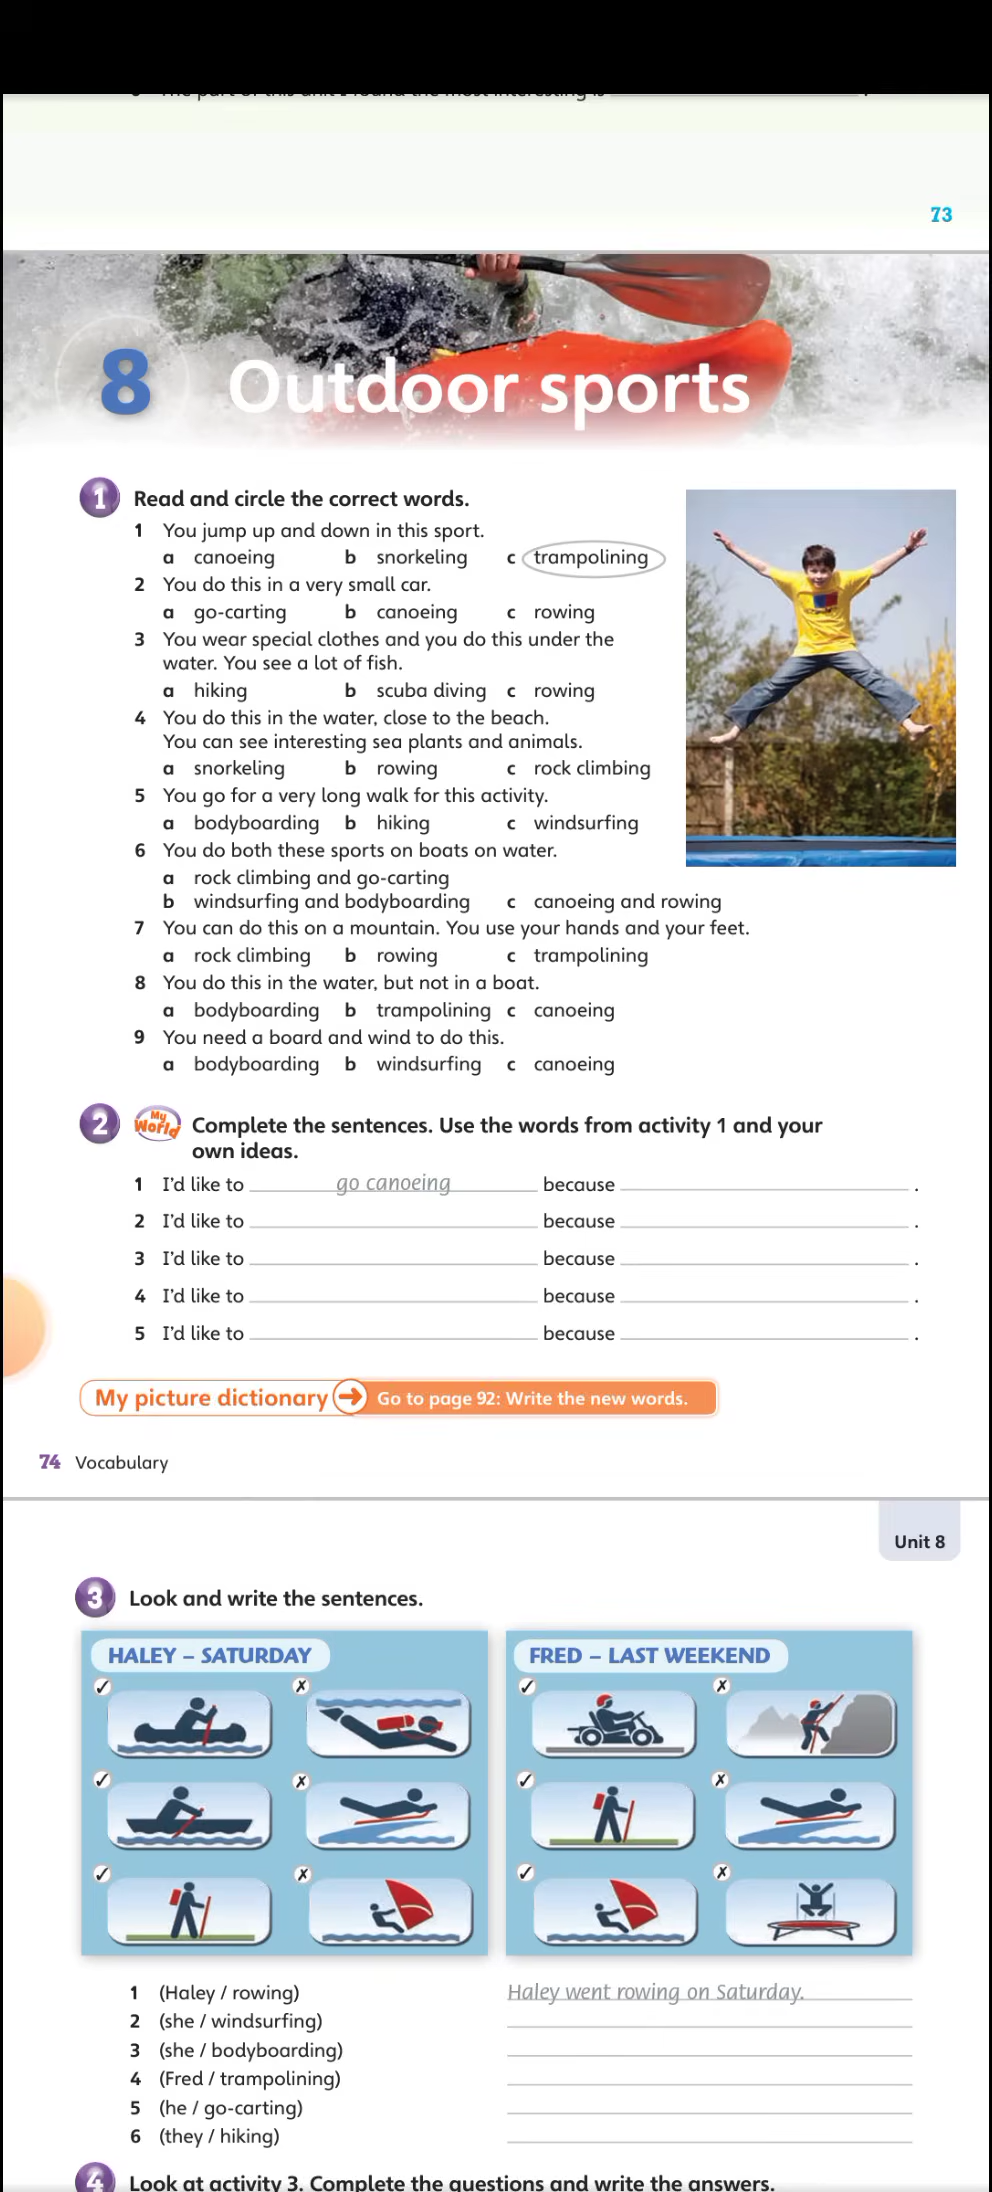 The part of this unit I found the most interesting is .
73
8 Outdoor sports
1 Read and circle the correct words.
1 You jump up and down in this sport.
a canoeing b snorkeling c trampolining
2 You do this in a very small car.
a go-carting b canoeing c rowing
3 You wear special clothes and you do this under the
water. You see a lot of fish.
a hiking b scuba diving c rowing
4 You do this in the water, close to the beach.
You can see interesting sea plants and animals.
a snorkeling b rowing c rock climbing
5 You go for a very long walk for this activity.
a bodyboarding b hiking c windsurfing
6 You do both these sports on boats on water.
a rock climbing and go-carting
b windsurfing and bodyboarding c canoeing and rowing
7 You can do this on a mountain. You use your hands and your feet.
a rock climbing b rowing c trampolining
8 You do this in the water, but not in a boat.
a bodyboarding b trampolining c canoeing
9 You need a board and wind to do this.
a bodyboarding b windsurfing c canoeing
2 My World Complete the sentences. Use the words from activity 1 and your
own ideas.
1 I'd like to go canoeing because .
2 I'd like to because .
3 I'd like to because .
4 I'd like to because .
5 I'd like to because .
My picture dictionary → Go to page 92: Write the new words.
74 Vocabulary
Unit 8
3 Look and write the sentences.
HALEY – SATURDAY
FRED – LAST WEEKEND
1 (Haley / rowing) Haley went rowing on Saturday.
2 (she / windsurfing)
3 (she / bodyboarding)
4 (Fred / trampolining)
5 (he / go-carting)
6 (they / hiking)
4 Look at activity 3. Complete the questions and write the answers.